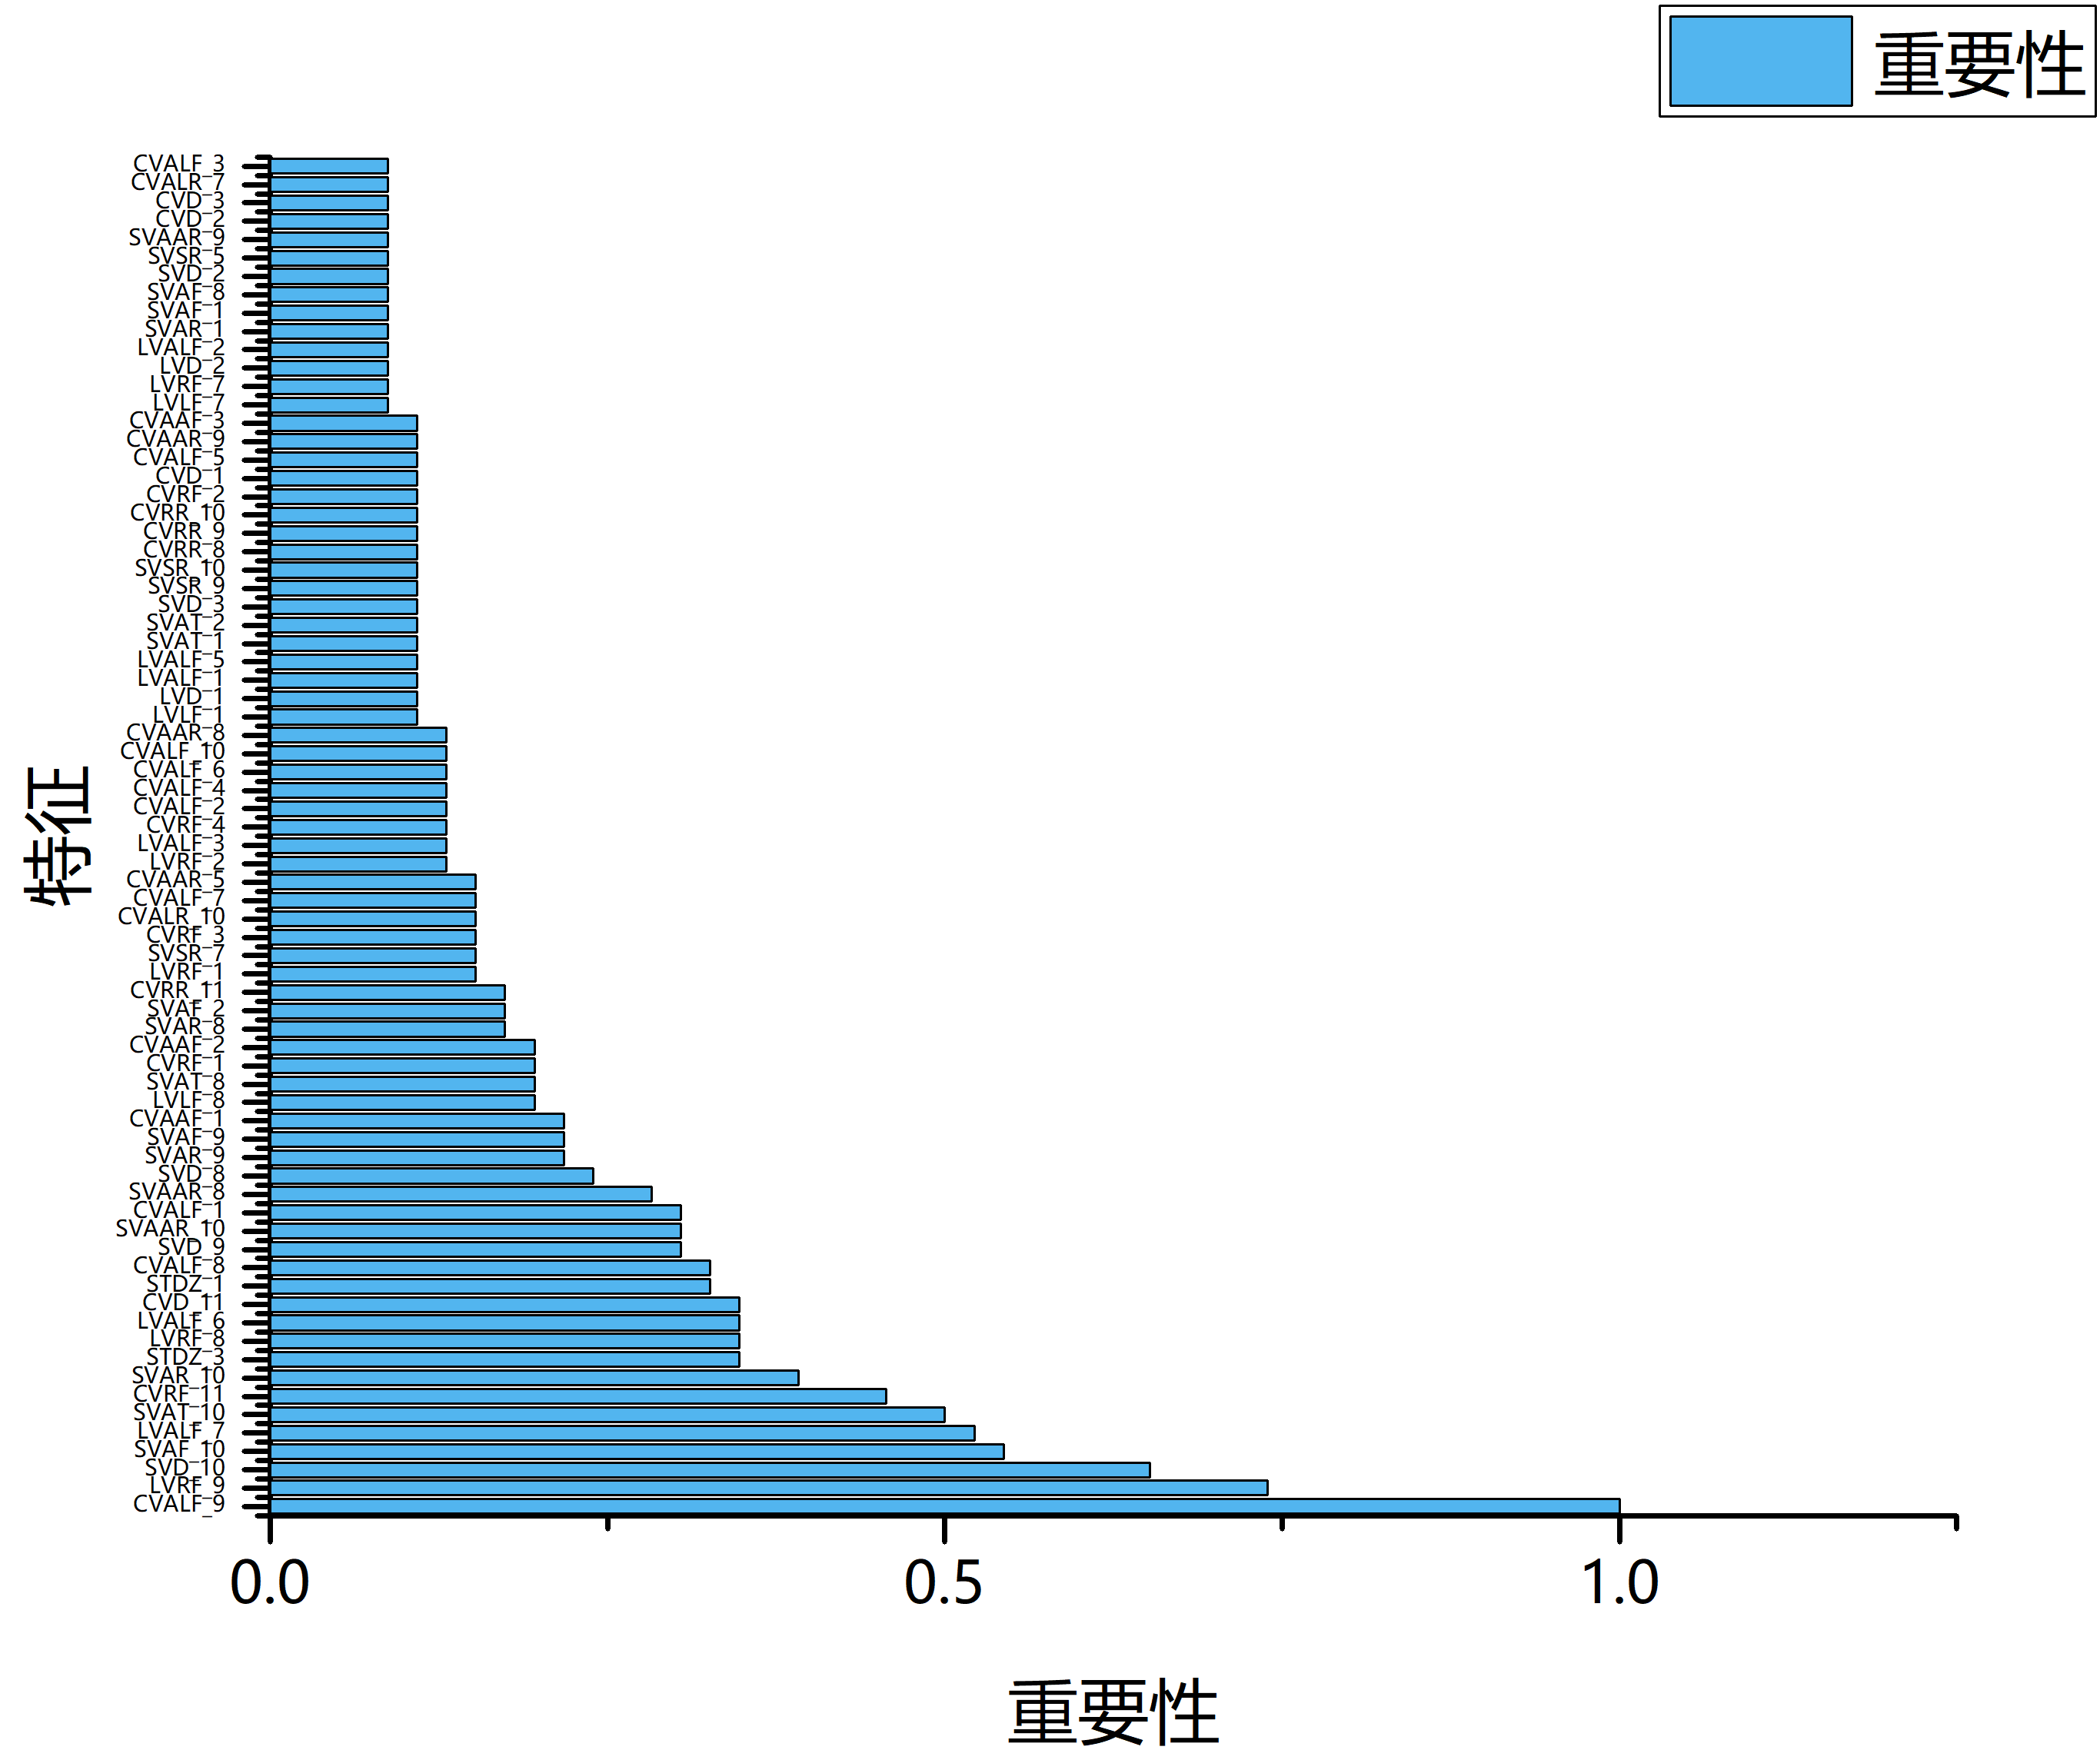 重要性
CVALF_3
CVALR_7
CVD_3
CVD_2
SVAAR_9
SVSR_5
SVD_2
SVAF_8
SVAF_1
SVAR_1
LVALF_2
LVD_2
LVRF_7
LVLF_7
CVAAF_3
CVAAR_9
CVALF_5
CVD_1
CVRF_2
CVRR_10
CVRR_9
CVRR_8
SVSR_10
SVSR_9
SVD_3
SVAT_2
SVAT_1
LVALF_5
LVALF_1
LVD_1
LVLF_1
CVAAR_8
CVALF_10
CVALF_6
CVALF_4
CVALF_2
CVRF_4
LVALF_3
LVRF_2
CVAAR_5
CVALF_7
CVALR_10
CVRF_3
SVSR_7
LVRF_1
CVRR_11
SVAF_2
SVAR_8
CVAAF_2
CVRF_1
SVAT_8
LVLF_8
CVAAF_1
SVAF_9
SVAR_9
SVD_8
SVAAR_8
CVALF_1
SVAAR_10
SVD_9
CVALF_8
STDZ_1
CVD_11
LVALF_6
LVRF_8
STDZ_3
SVAR_10
CVRF_11
SVAT_10
LVALF_7
SVAF_10
SVD_10
LVRF_9
CVALF_9
特征
0.0 0.5 1.0
重要性